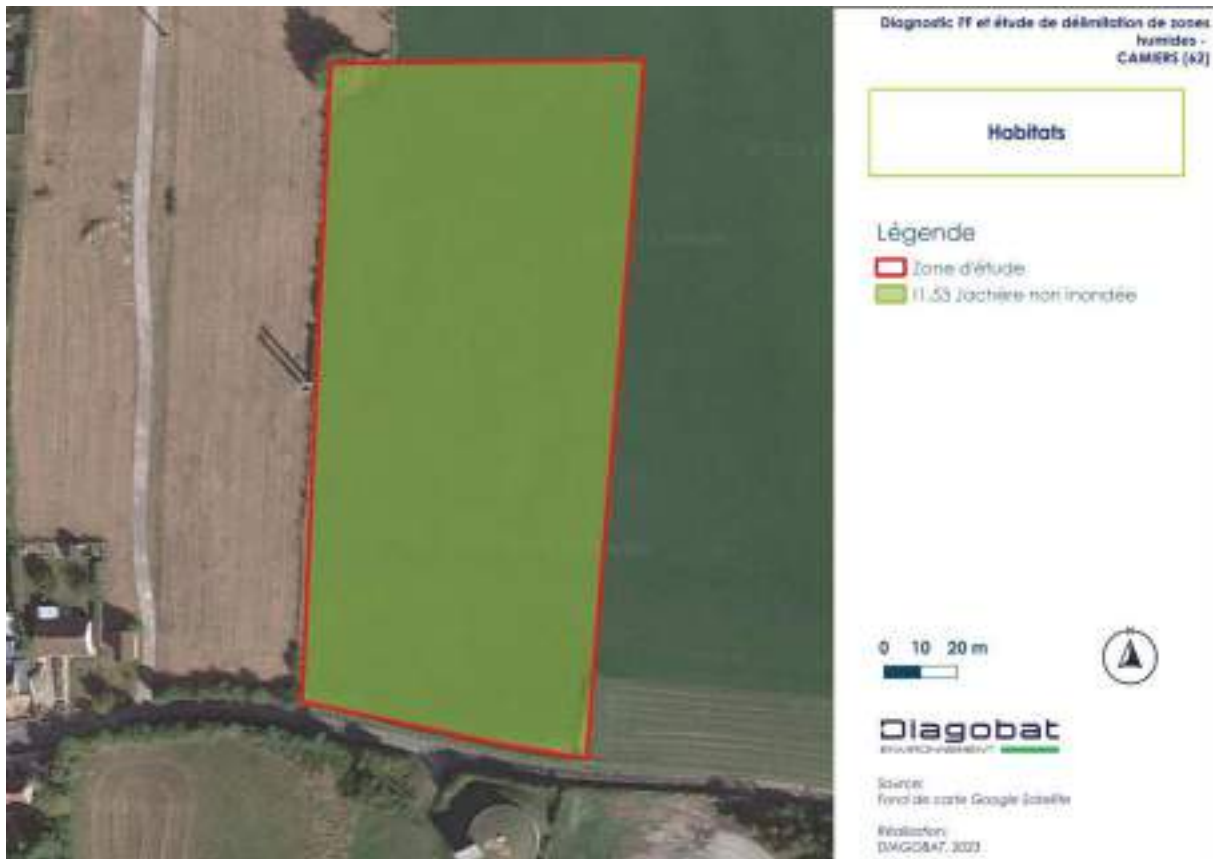 Diagnostic FF et étude de délimitation de zones
humides -
CAMIERS (62)
Habitats
Légende
Zone d'étude
I1.53 Jachère non inondée
0 10 20 m
N
Diagobat
ENVIRONNEMENT
Source:
Fond de carte Google Satellite
Réalisation:
DIAGOBAT, 2023